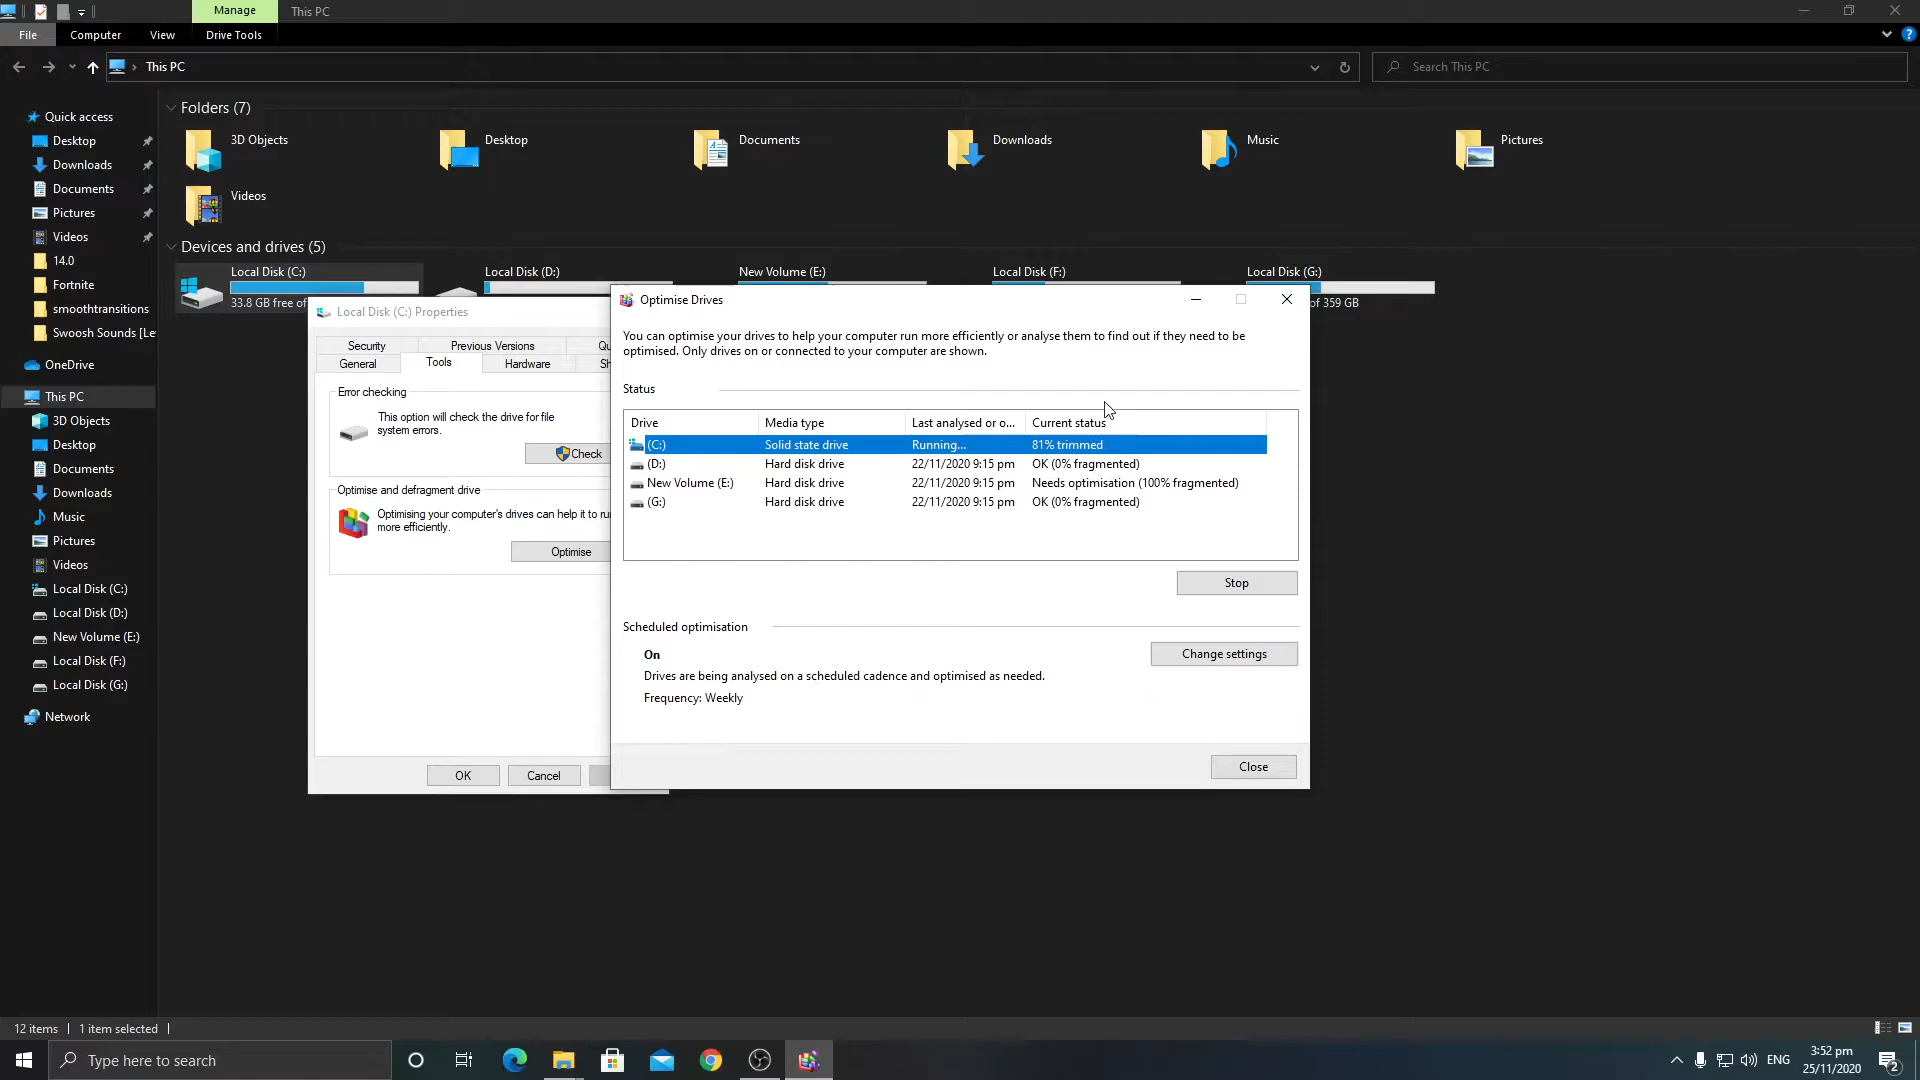 Manage
This PC
File
Computer
View
Drive Tools
This PC
Search This PC
Quick access
Desktop
Downloads
Documents
Pictures
Videos
14.0
Fortnite
smoothtransitions
Swoosh Sounds [Le
OneDrive
This PC
3D Objects
Desktop
Documents
Downloads
Music
Pictures
Videos
Local Disk (C:)
Local Disk (D:)
New Volume (E:)
Local Disk (F:)
Local Disk (G:)
Network
Folders (7)
3D Objects
Desktop
Documents
Downloads
Music
Pictures
Videos
Devices and drives (5)
Local Disk (C:)
33.8 GB free of
Local Disk (D:)
New Volume (E:)
Local Disk (F:)
Local Disk (G:)
of 359 GB
Local Disk (C:) Properties
Security
Previous Versions
Qu
General
Tools
Hardware
Sh
Error checking
This option will check the drive for file
system errors.
Check
Optimise and defragment drive
Optimising your computer's drives can help it to ru
more efficiently.
Optimise
OK
Cancel
Optimise Drives
You can optimise your drives to help your computer run more efficiently or analyse them to find out if they need to be
optimised. Only drives on or connected to your computer are shown.
Status
Drive Media type Last analysed or o... Current status
(C:) Solid state drive Running... 81% trimmed
(D:) Hard disk drive 22/11/2020 9:15 pm OK (0% fragmented)
New Volume (E:) Hard disk drive 22/11/2020 9:15 pm Needs optimisation (100% fragmented)
(G:) Hard disk drive 22/11/2020 9:15 pm OK (0% fragmented)
Stop
Scheduled optimisation
On
Change settings
Drives are being analysed on a scheduled cadence and optimised as needed.
Frequency: Weekly
Close
12 items
1 item selected
Type here to search
ENG
3:52 pm
25/11/2020
2